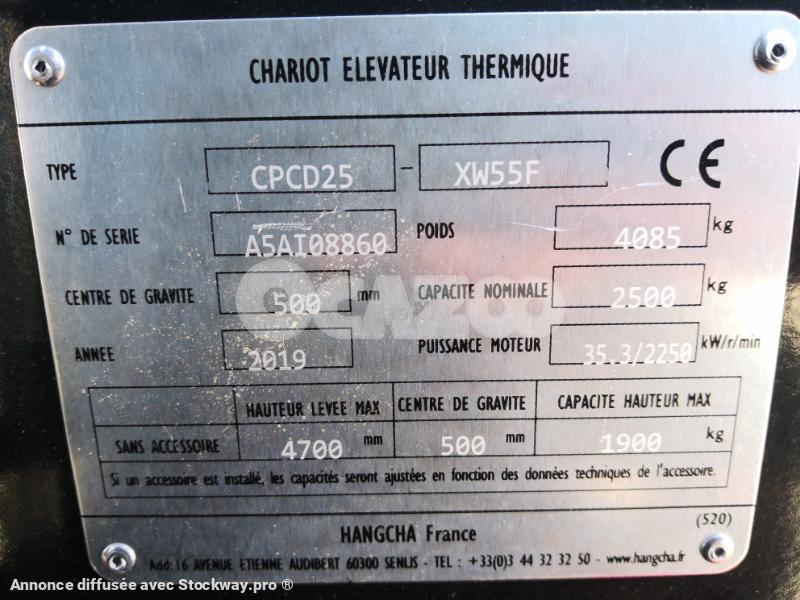 CHARIOT ELEVATEUR THERMIQUE
TYPE CPCD25 - XW55F CE
N° DE SERIE A5AI08860 POIDS 4085 kg
CENTRE DE GRAVITE 500 mm CAPACITE NOMINALE 2500 kg
OCAZOO
ANNEE 2019 PUISSANCE MOTEUR 35.3/2250 kW/r/min
HAUTEUR LEVEE MAX CENTRE DE GRAVITE CAPACITE HAUTEUR MAX
SANS ACCESSOIRE 4700 mm 500 mm 1900 kg
Si un accessoire est installé, les capacités seront ajustées en fonction des données techniques de l'accessoire.
HANGCHA France (520)
Add: 16 AVENUE ETIENNE AUDIBERT 60300 SENLIS - TEL : +33(0)3 44 32 32 50 - www.hangcha.fr
Annonce diffusée avec Stockway.pro ®